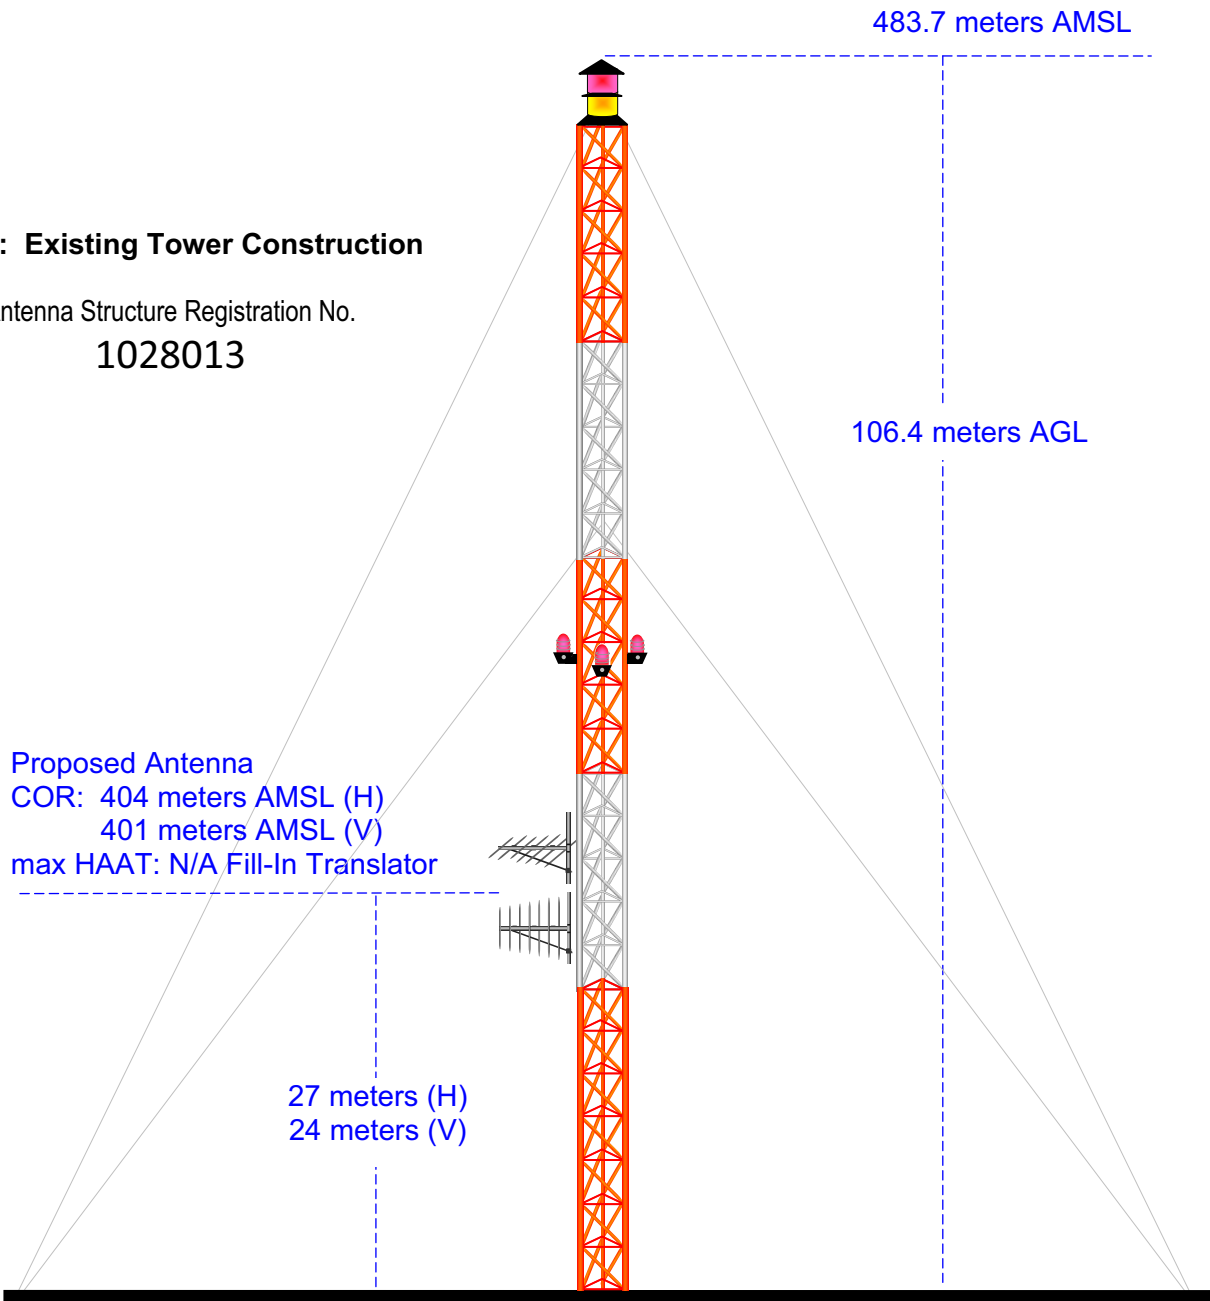 483.7 meters AMSL
: Existing Tower Construction
ntenna Structure Registration No.
1028013
106.4 meters AGL
Proposed Antenna
COR: 404 meters AMSL (H)
401 meters AMSL (V)
max HAAT: N/A Fill-In Translator
27 meters (H)
24 meters (V)